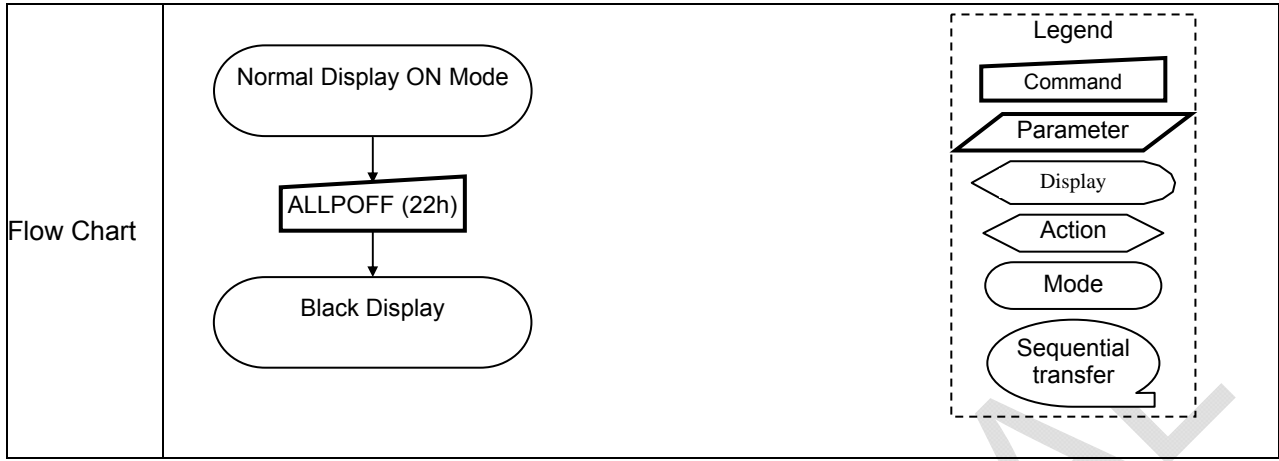 Flow Chart
Normal Display ON Mode
ALLPOFF (22h)
Black Display
Legend
Command
Parameter
Display
Action
Mode
Sequential
transfer